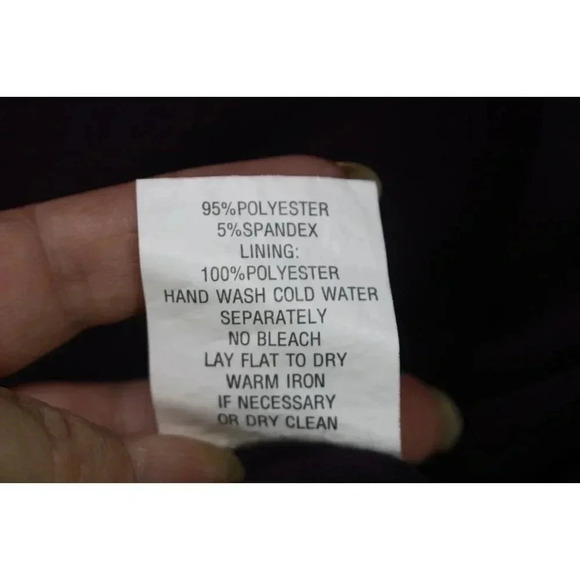 95%POLYESTER
5%SPANDEX
LINING:
100%POLYESTER
HAND WASH COLD WATER
SEPARATELY
NO BLEACH
LAY FLAT TO DRY
WARM IRON
IF NECESSARY
OR DRY CLEAN